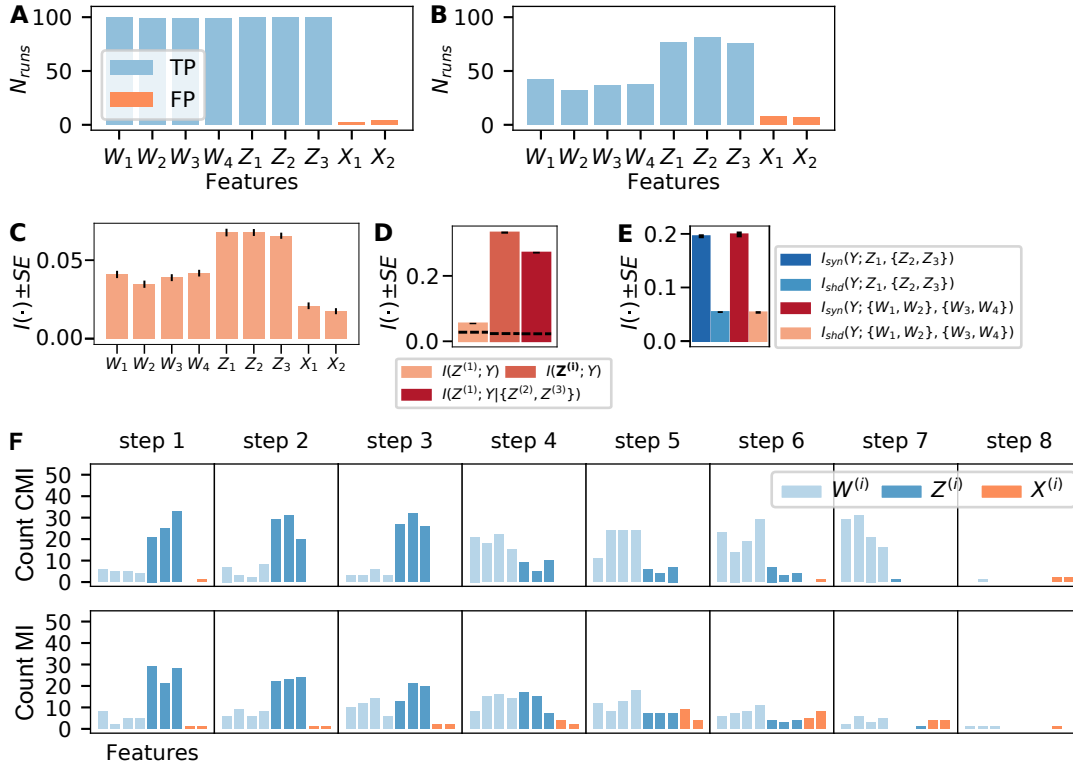 A
N_runs
100
50
0
TP
FP
W_1 W_2 W_3 W_4 Z_1 Z_2 Z_3 X_1 X_2
Features
B
N_runs
100
50
0
W_1 W_2 W_3 W_4 Z_1 Z_2 Z_3 X_1 X_2
Features
C
I(·)±SE
0.05
0.00
W_1 W_2 W_3 W_4 Z_1 Z_2 Z_3 X_1 X_2
D
I(·)±SE
0.2
0.0
I(Z^(1);Y) I(Z^(i);Y)
I(Z^(1);Y|{Z^(2),Z^(3)})
E
I(·)±SE
0.2
0.1
0.0
I_syn(Y;Z_1,{Z_2,Z_3})
I_shd(Y;Z_1,{Z_2,Z_3})
I_syn(Y;{W_1,W_2},{W_3,W_4})
I_shd(Y;{W_1,W_2},{W_3,W_4})
F
step 1 step 2 step 3 step 4 step 5 step 6 step 7 step 8
Count CMI
50
40
30
20
10
0
W^(i) Z^(i) X^(i)
Count MI
50
40
30
20
10
0
Features